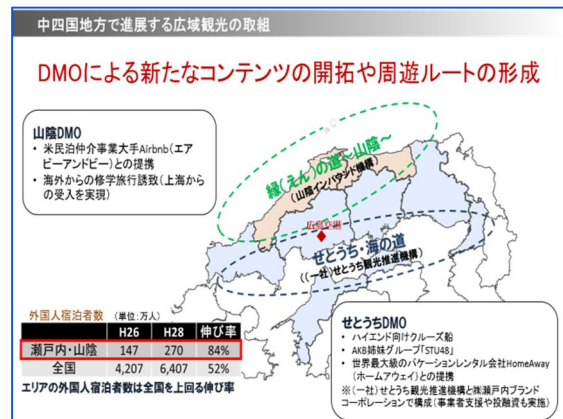 中四国地方で進展する広域観光の取組
DMOによる新たなコンテンツの開拓や周遊ルートの形成
山陰DMO
・ 米民泊仲介事業大手Airbnb(エア
ビーアンドビー)との提携
・ 海外からの修学旅行誘致(上海から
の受入を実現)
縁(えん)の道~山陰~
(山陰インバウンド機構)
広島空港
せとうち・海の道
((一社)せとうち観光推進機構)
外国人宿泊者数 (単位:万人)
H26 H28 伸び率
瀬戸内・山陰 147 270 84%
全国 4,207 6,407 52%
エリアの外国人宿泊者数は全国を上回る伸び率
せとうちDMO
・ ハイエンド向けクルーズ船
・ AKB姉妹グループ「STU48」
・ 世界最大級のバケーションレンタル会社HomeAway
(ホームアウェイ)との提携
※(一社)せとうち観光推進機構と㈱瀬戸内ブランド
コーポレーションで構成(事業者支援や投融資も実施)